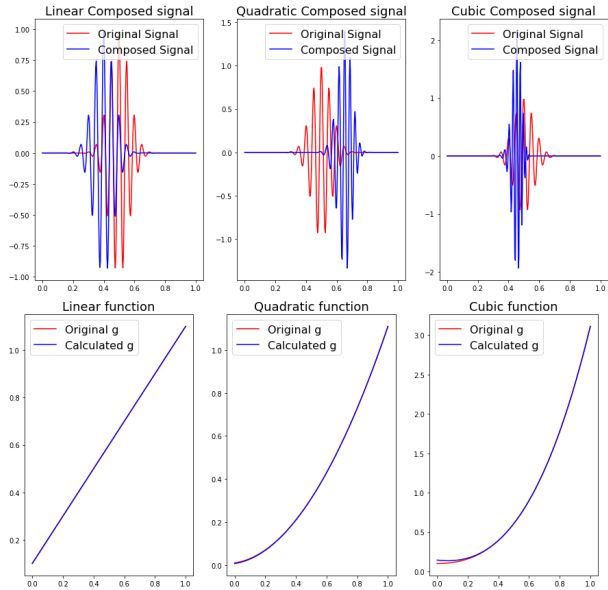 Linear Composed signal
Original Signal
Composed Signal
1.00
0.75
0.50
0.25
0.00
−0.25
−0.50
−0.75
−1.00
0.0 0.2 0.4 0.6 0.8 1.0
Quadratic Composed signal
Original Signal
Composed Signal
1.5
1.0
0.5
0.0
−0.5
−1.0
0.0 0.2 0.4 0.6 0.8 1.0
Cubic Composed signal
Original Signal
Composed Signal
2
1
0
−1
−2
0.0 0.2 0.4 0.6 0.8 1.0
Linear function
Original g
Calculated g
1.0
0.8
0.6
0.4
0.2
0.0 0.2 0.4 0.6 0.8 1.0
Quadratic function
Original g
Calculated g
1.0
0.8
0.6
0.4
0.2
0.0
0.0 0.2 0.4 0.6 0.8 1.0
Cubic function
Original g
Calculated g
3.0
2.5
2.0
1.5
1.0
0.5
0.0
0.0 0.2 0.4 0.6 0.8 1.0